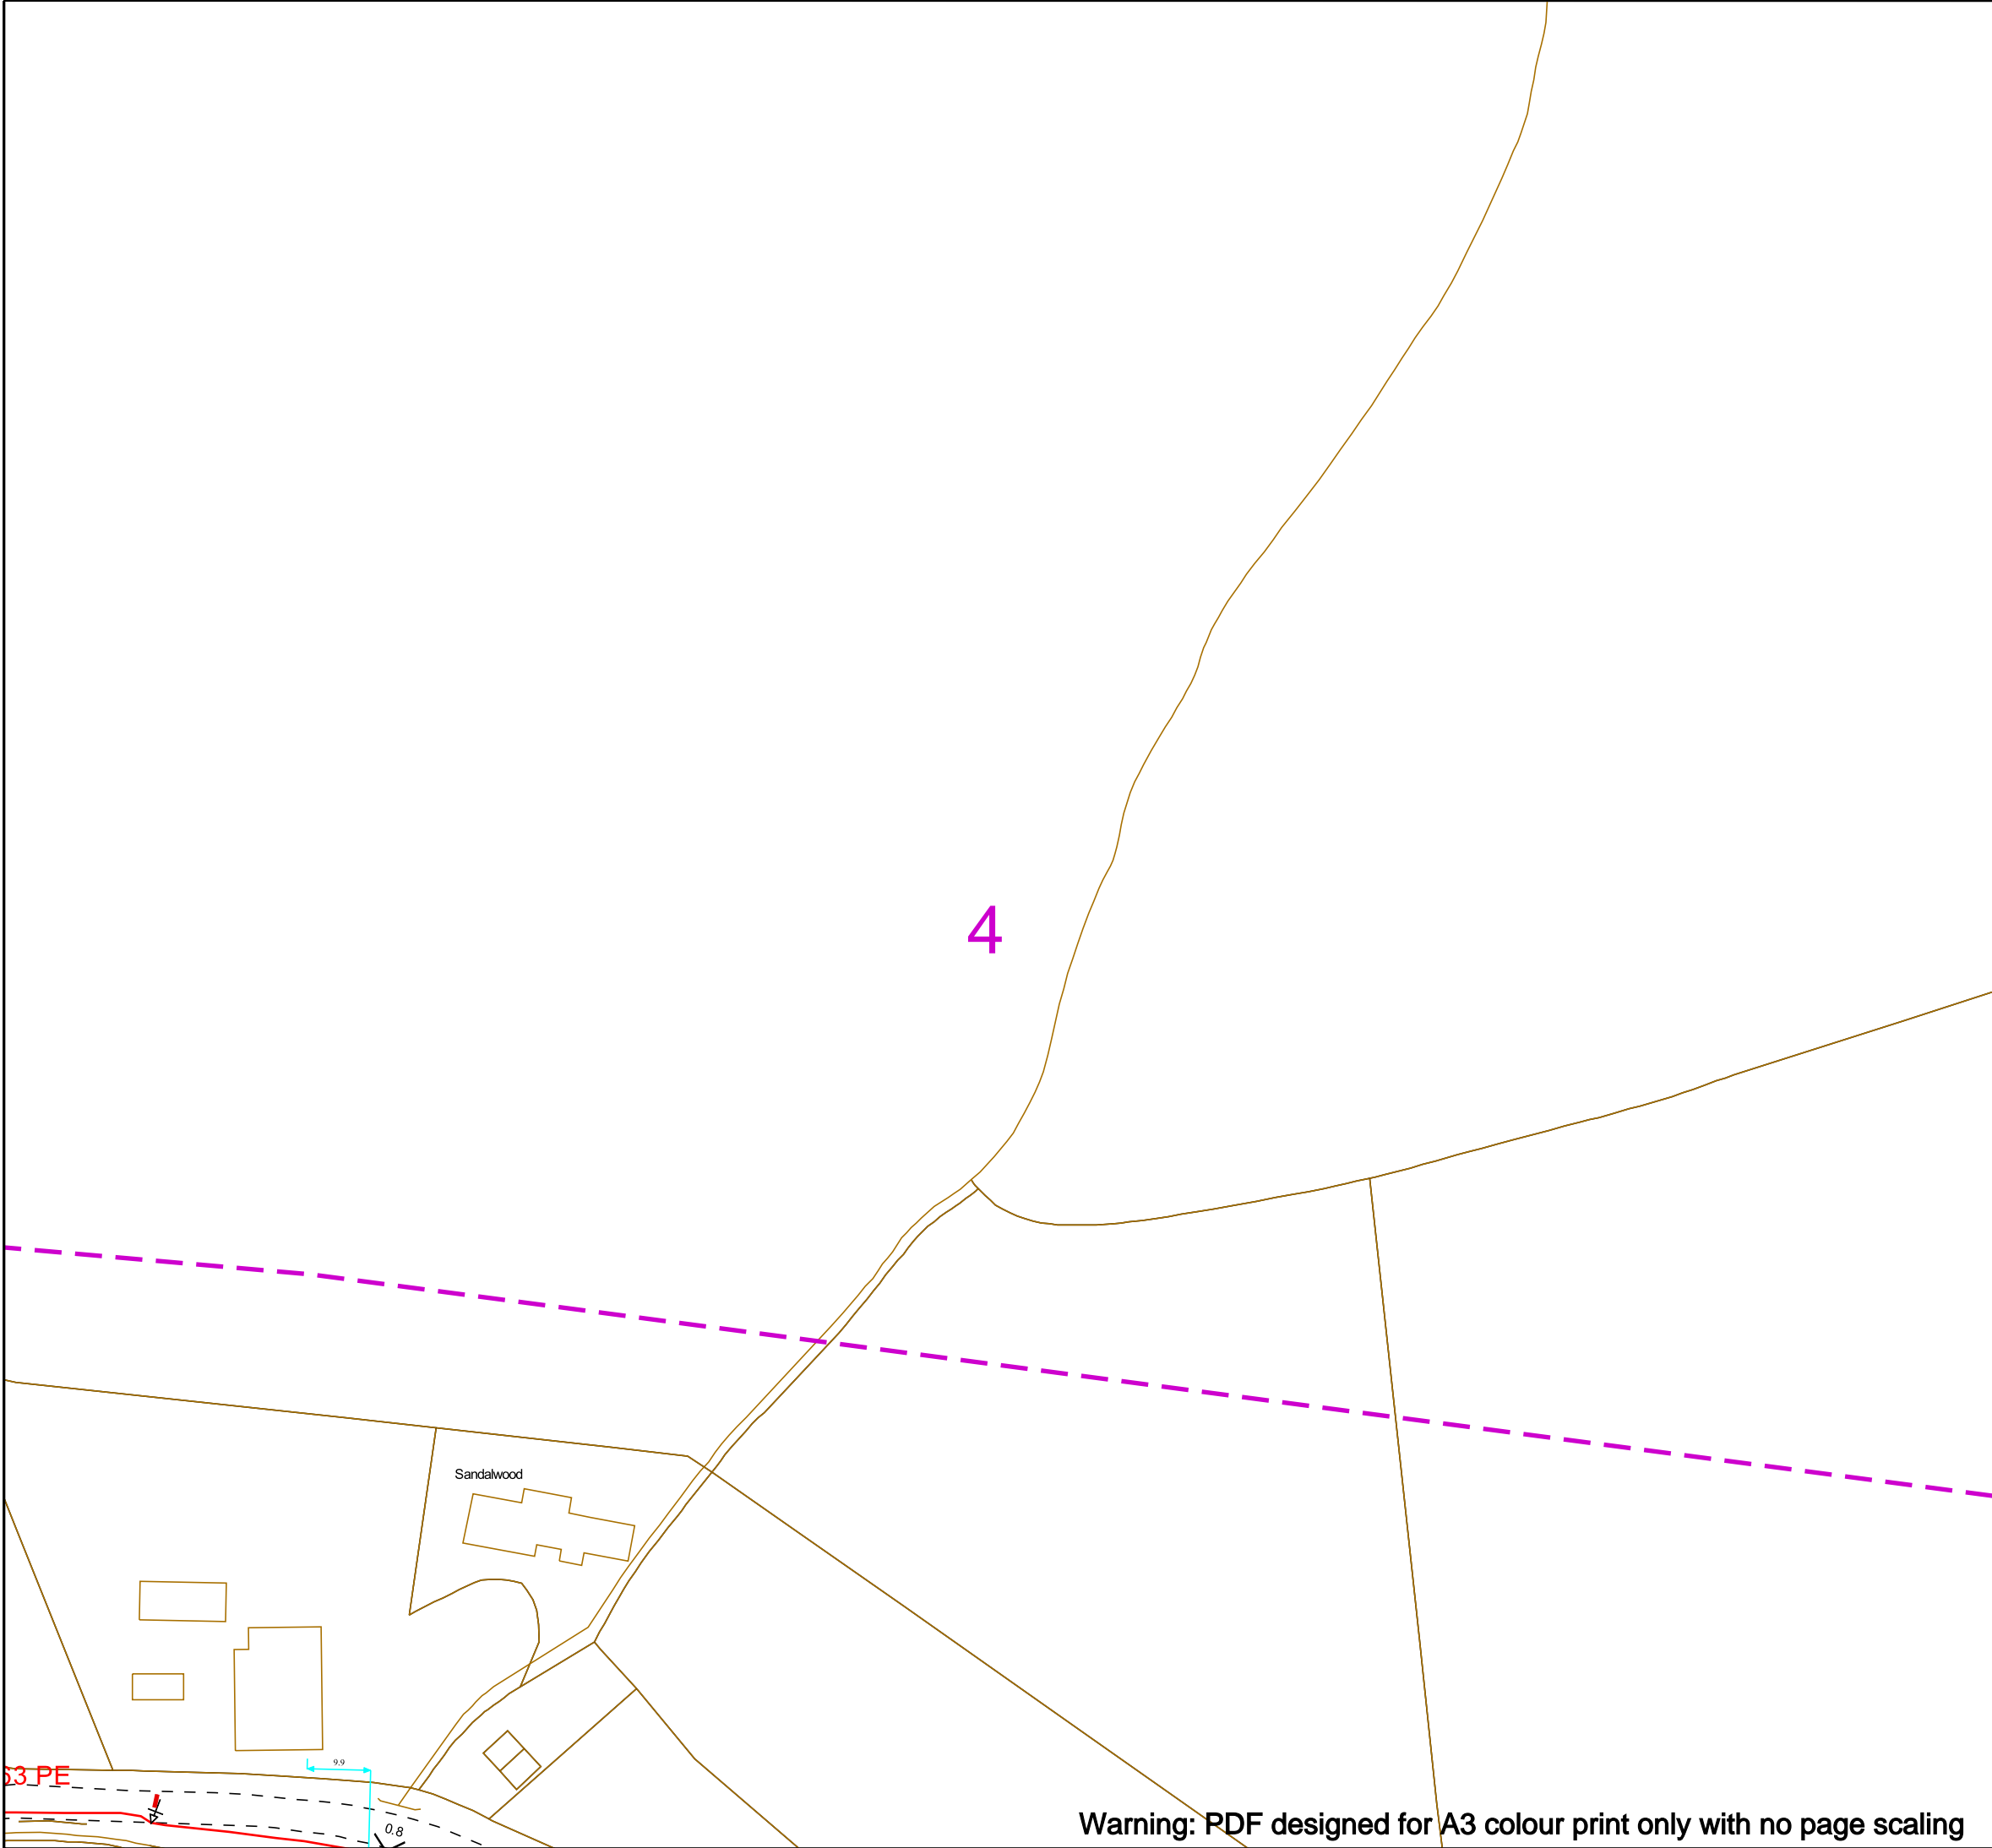 4
Sandalwood
9.9
63 PE
0.8
Warning: PDF designed for A3 colour print only with no page scaling